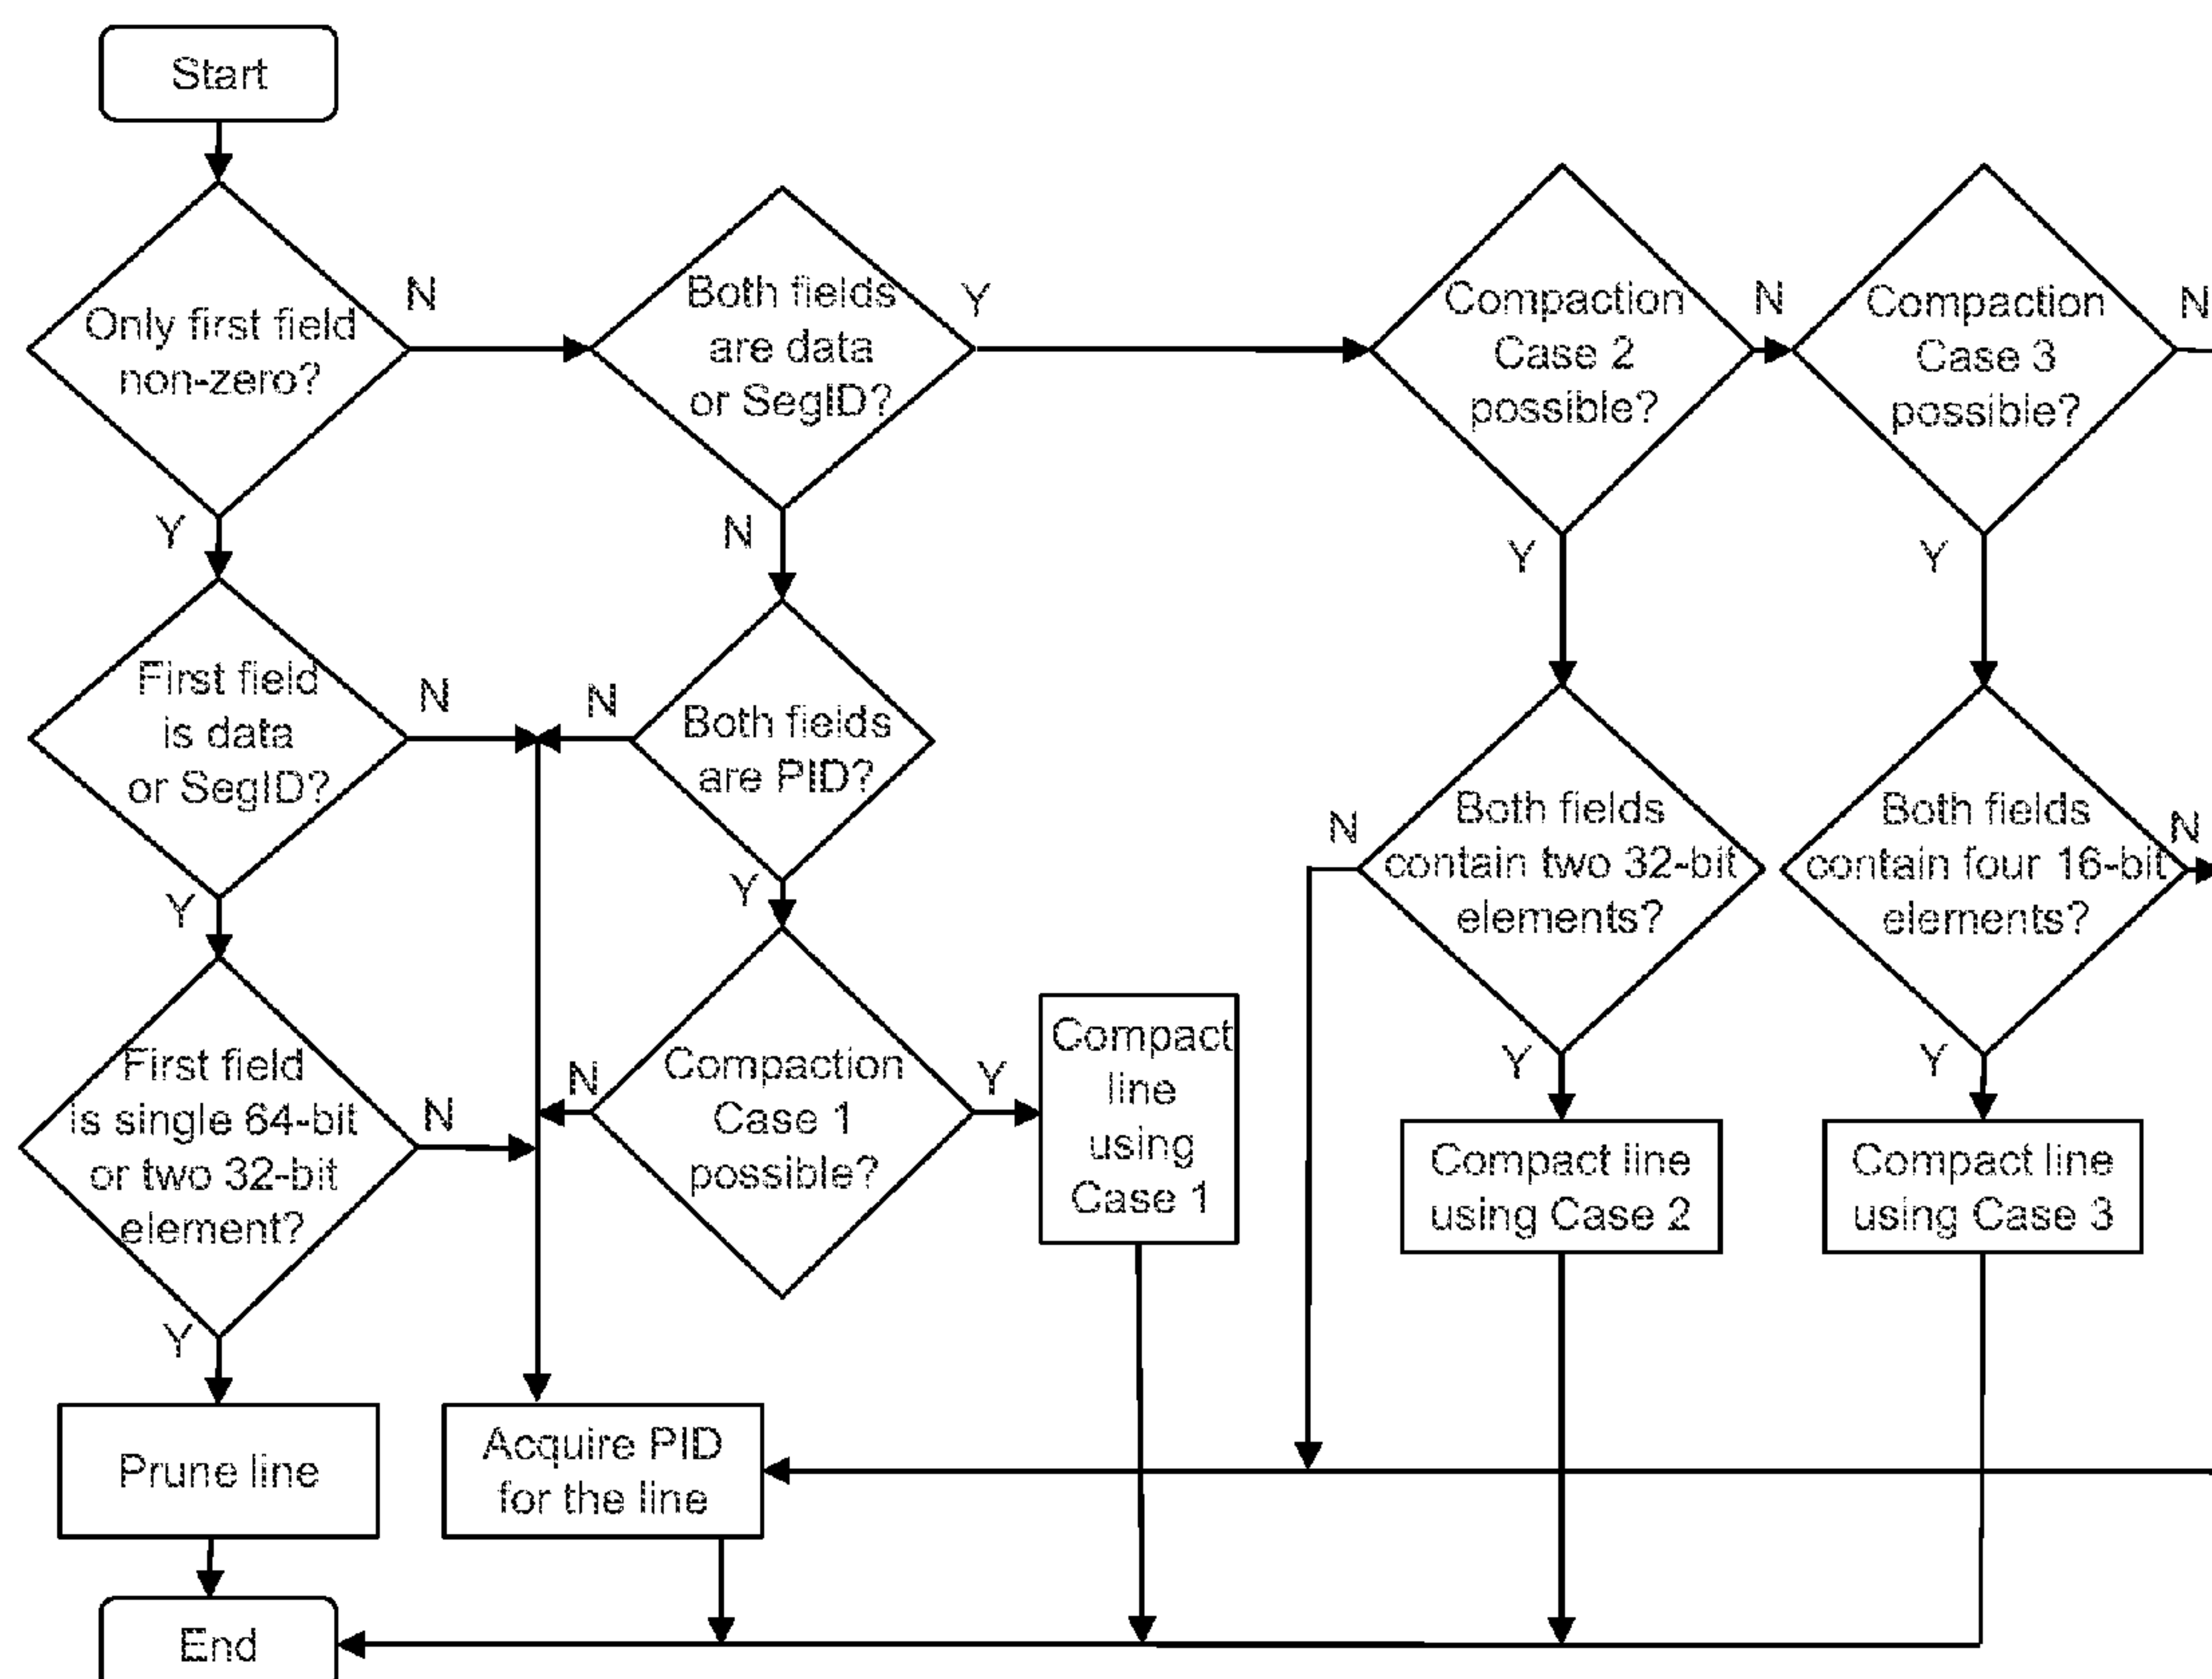 Start
Only first field
non-zero?
N
Y
Both fields
are data
or SegID?
Y
N
Compaction
Case 2
possible?
N
Y
Compaction
Case 3
possible?
N
Y
First field
is data
or SegID?
N
Y
Both fields
are PID?
N
Y
Both fields
contain two 32-bit
elements?
N
Y
Both fields
contain four 16-bit
elements?
N
Y
First field
is single 64-bit
or two 32-bit
element?
N
Y
Compaction
Case 1
possible?
N
Y
Compact
line
using
Case 1
Compact line
using Case 2
Compact line
using Case 3
Prune line
Acquire PID
for the line
End